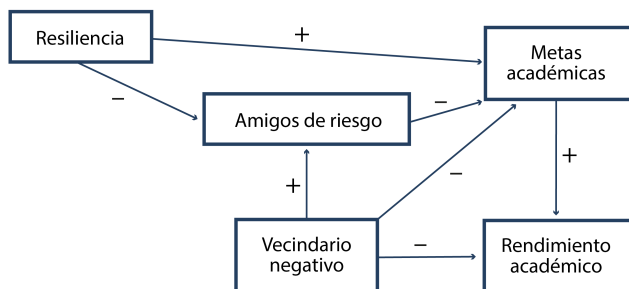 Resiliencia
+
Metas
académicas
–
–
Amigos de riesgo
+
–
+
Vecindario
negativo
–
Rendimiento
académico